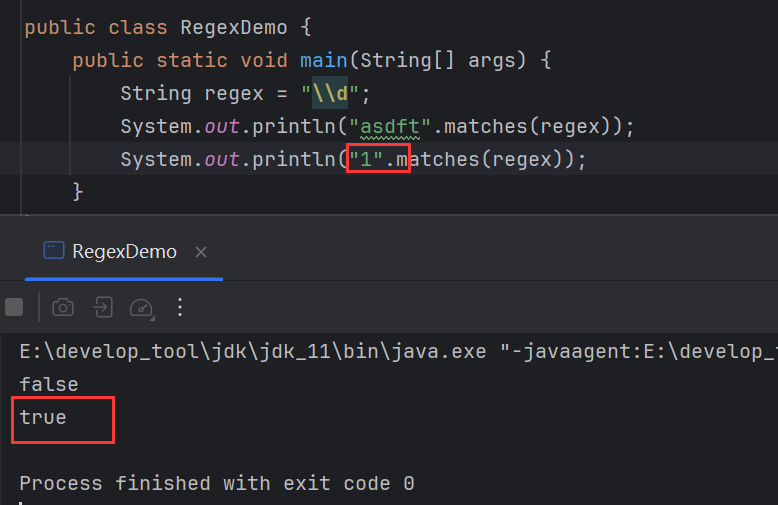 public class RegexDemo {
public static void main(String[] args) {
String regex = "\\d";
System.out.println("asdft".matches(regex));
System.out.println("1".matches(regex));
}
RegexDemo ×
E:\develop_tool\jdk\jdk_11\bin\java.exe "-javaagent:E:\develop_
false
true
Process finished with exit code 0